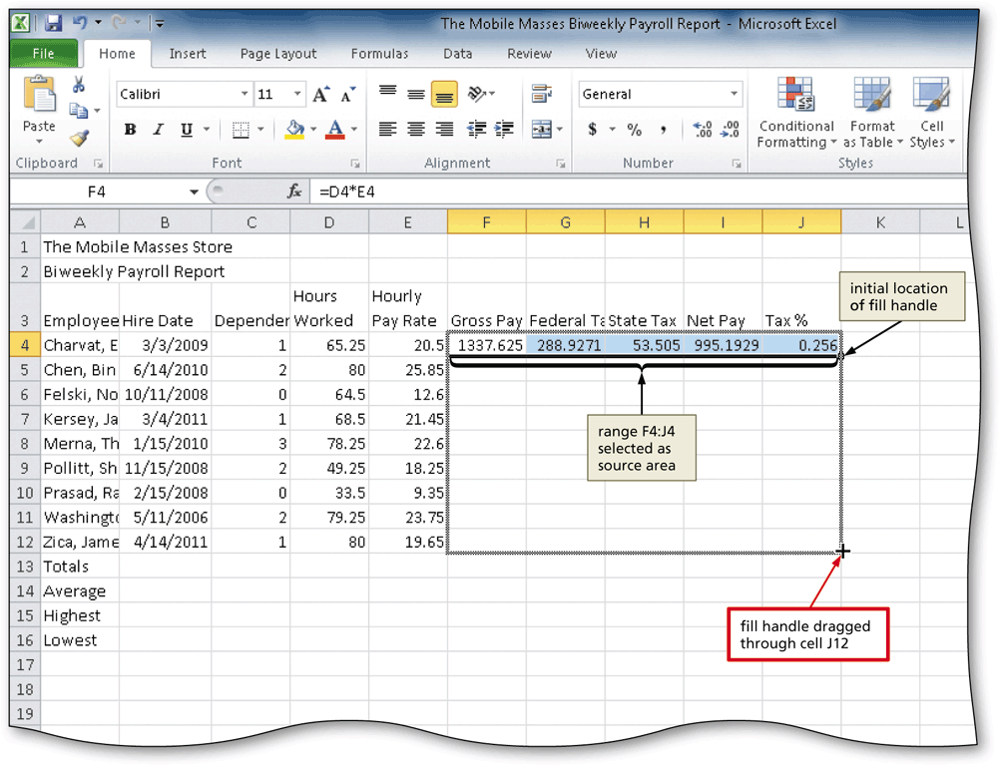 The Mobile Masses Biweekly Payroll Report - Microsoft Excel
File Home Insert Page Layout Formulas Data Review View
Paste
Calibri 11 A A
General
B I U A
$ % , .0 .00 .00 .0
Conditional Formatting
Format as Table
Cell Styles
Clipboard Font Alignment Number Styles
F4 fx =D4*E4
A B C D E F G H I J K L
1 The Mobile Masses Store
2 Biweekly Payroll Report
Hours Hourly
3 Employee Hire Date Depender Worked Pay Rate Gross Pay Federal Ta State Tax Net Pay Tax %
4 Charvat, E 3/3/2009 1 65.25 20.5 1337.625 288.9271 53.505 995.1929 0.256
5 Chen, Bin 6/14/2010 2 80 25.85
6 Felski, No 10/11/2008 0 64.5 12.6
7 Kersey, Ja 3/4/2011 1 68.5 21.45
8 Merna, Th 1/15/2010 3 78.25 22.6
9 Pollitt, Sh 11/15/2008 2 49.25 18.25
10 Prasad, Ra 2/15/2008 0 33.5 9.35
11 Washingto 5/11/2006 2 79.25 23.75
12 Zica, Jame 4/14/2011 1 80 19.65
13 Totals
14 Average
15 Highest
16 Lowest
17
18
19
initial location
of fill handle
range F4:J4
selected as
source area
fill handle dragged
through cell J12